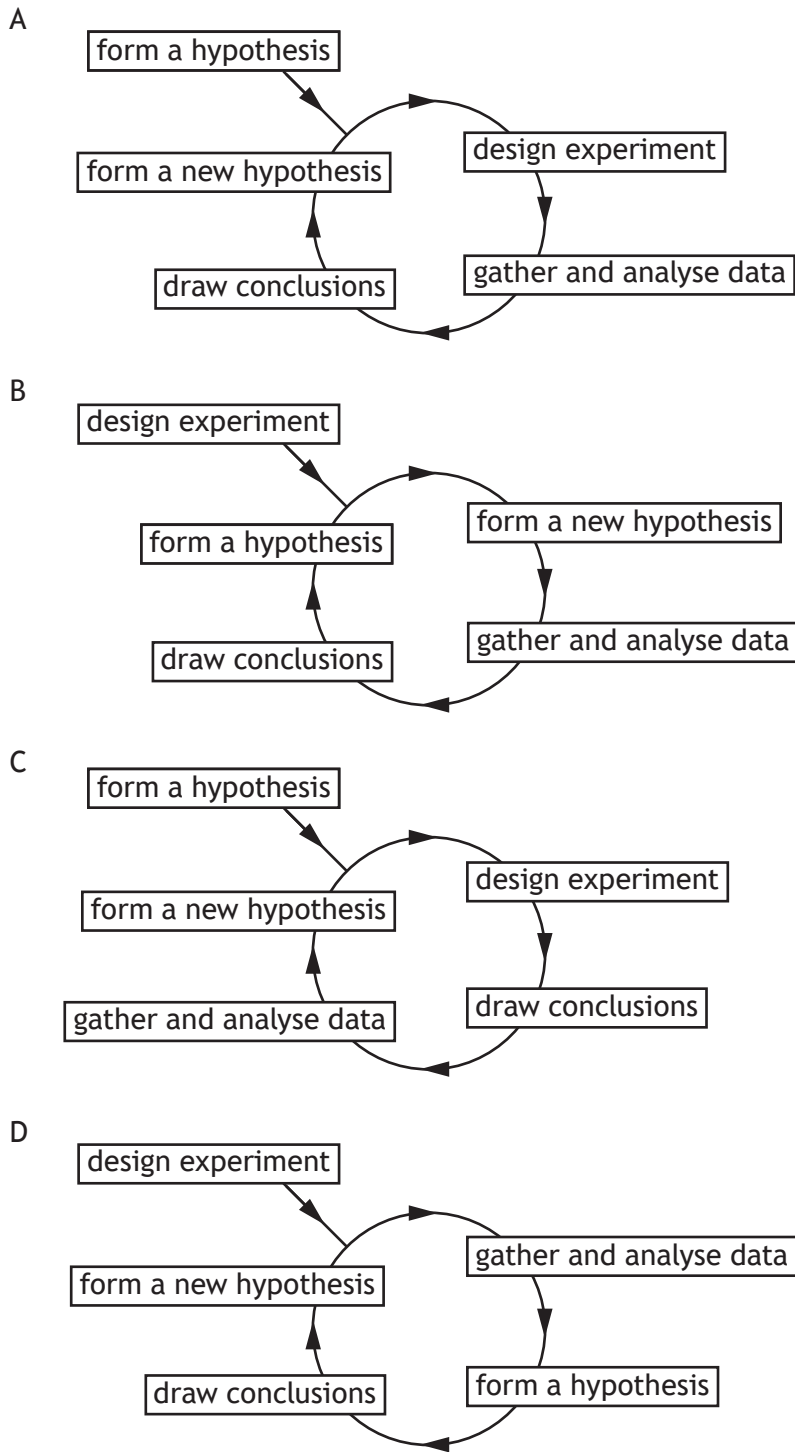 A
form a hypothesis
form a new hypothesis
design experiment
draw conclusions
gather and analyse data
B
design experiment
form a hypothesis
form a new hypothesis
draw conclusions
gather and analyse data
C
form a hypothesis
form a new hypothesis
design experiment
gather and analyse data
draw conclusions
D
design experiment
form a new hypothesis
gather and analyse data
draw conclusions
form a hypothesis